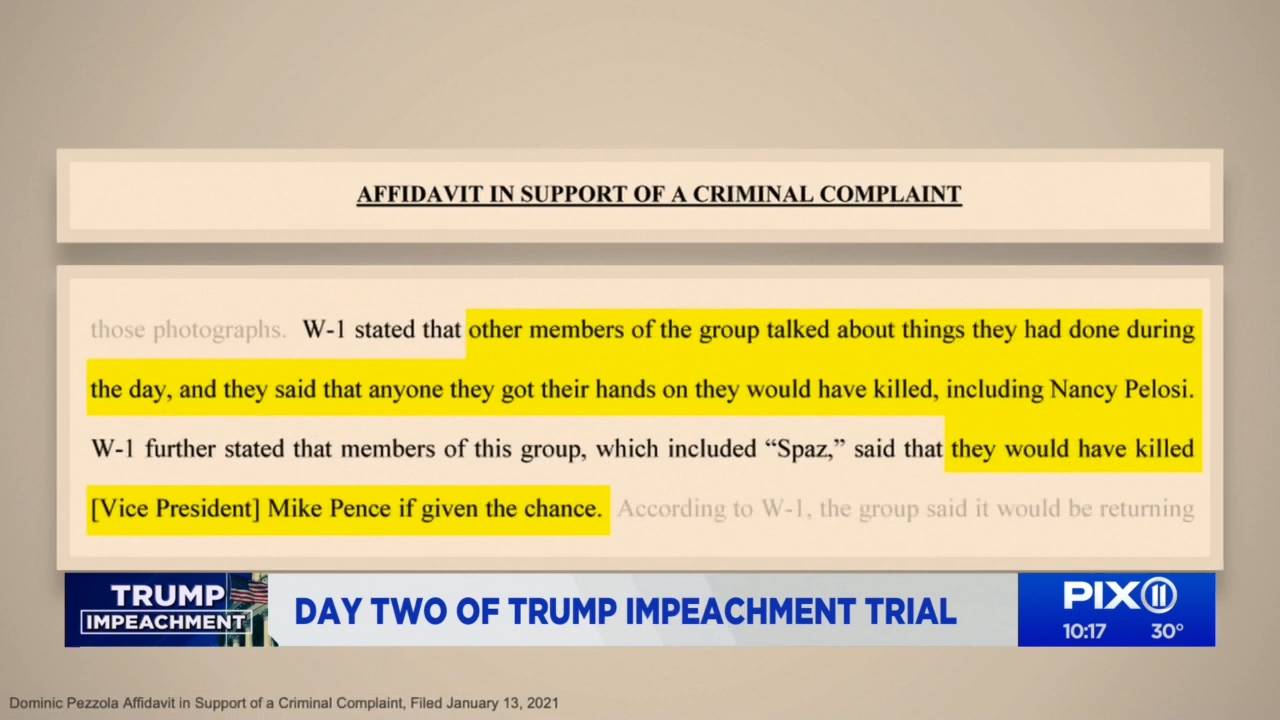 AFFIDAVIT IN SUPPORT OF A CRIMINAL COMPLAINT
those photographs. W-1 stated that other members of the group talked about things they had done during
the day, and they said that anyone they got their hands on they would have killed, including Nancy Pelosi.
W-1 further stated that members of this group, which included “Spaz,” said that they would have killed
[Vice President] Mike Pence if given the chance. According to W-1, the group said it would be returning
TRUMP
IMPEACHMENT
DAY TWO OF TRUMP IMPEACHMENT TRIAL
PIX11
10:17 30°
Dominic Pezzola Affidavit in Support of a Criminal Complaint, Filed January 13, 2021